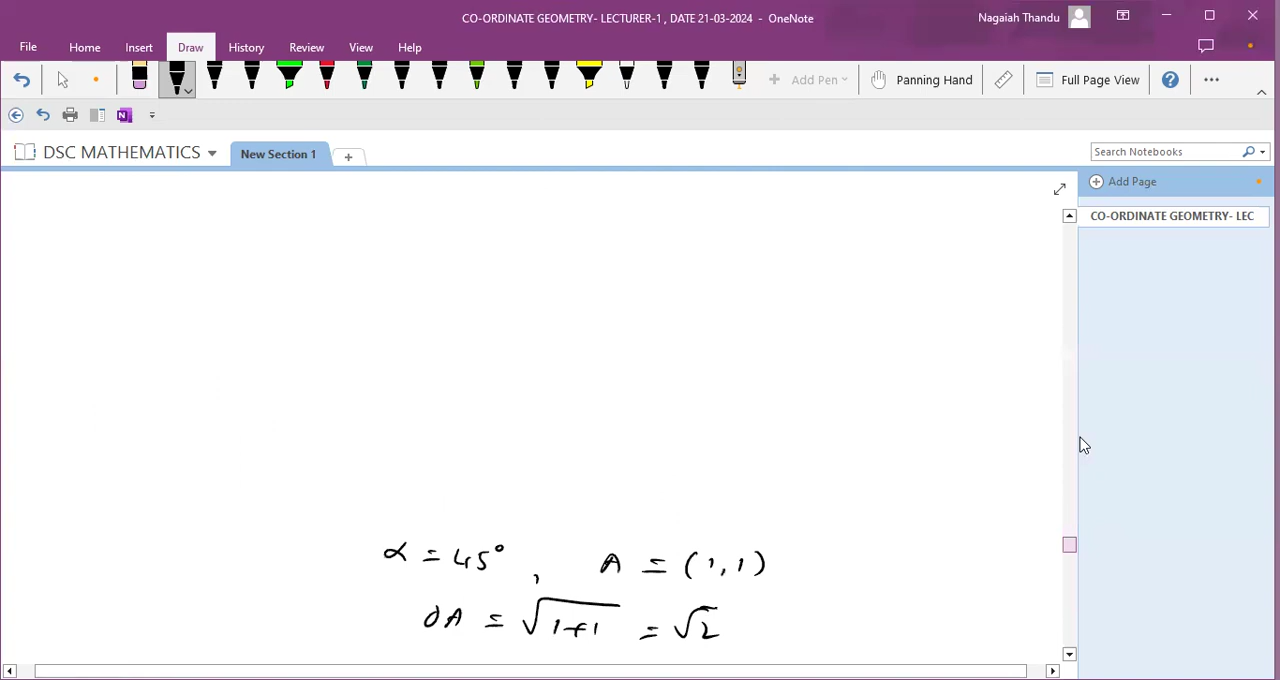 CO-ORDINATE GEOMETRY- LECTURER-1 , DATE 21-03-2024 - OneNote
Nagaiah Thandu
File Home Insert Draw History Review View Help
Add Pen Panning Hand Full Page View
DSC MATHEMATICS New Section 1 Search Notebooks
Add Page
CO-ORDINATE GEOMETRY- LEC
α = 45° , A = (1,1)
OA = √1+1 = √2